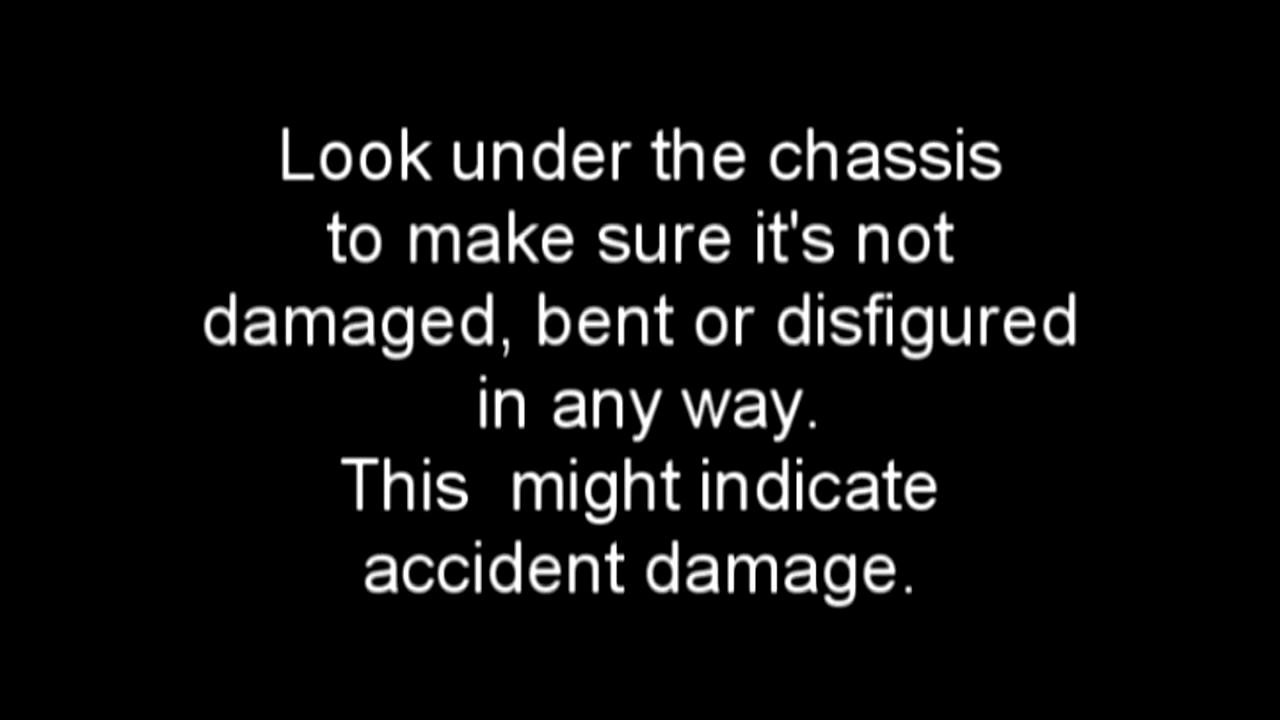 Look under the chassis
to make sure it's not
damaged, bent or disfigured
in any way.
This  might indicate
accident damage.